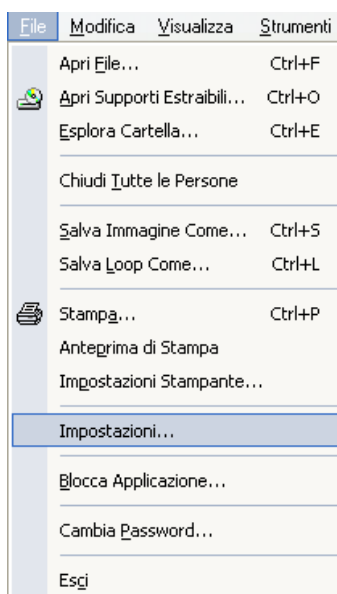 File Modifica Visualizza Strumenti
Apri File... Ctrl+F
Apri Supporti Estraibili... Ctrl+O
Esplora Cartella... Ctrl+E
Chiudi Tutte le Persone
Salva Immagine Come... Ctrl+S
Salva Loop Come... Ctrl+L
Stampa... Ctrl+P
Anteprima di Stampa
Impostazioni Stampante...
Impostazioni...
Blocca Applicazione...
Cambia Password...
Esci